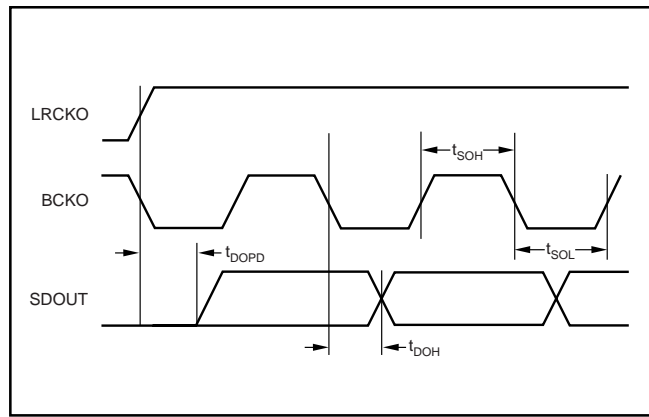 LRCKO
t_SOH
BCKO
t_SOL
t_DOPD
SDOUT
t_DOH